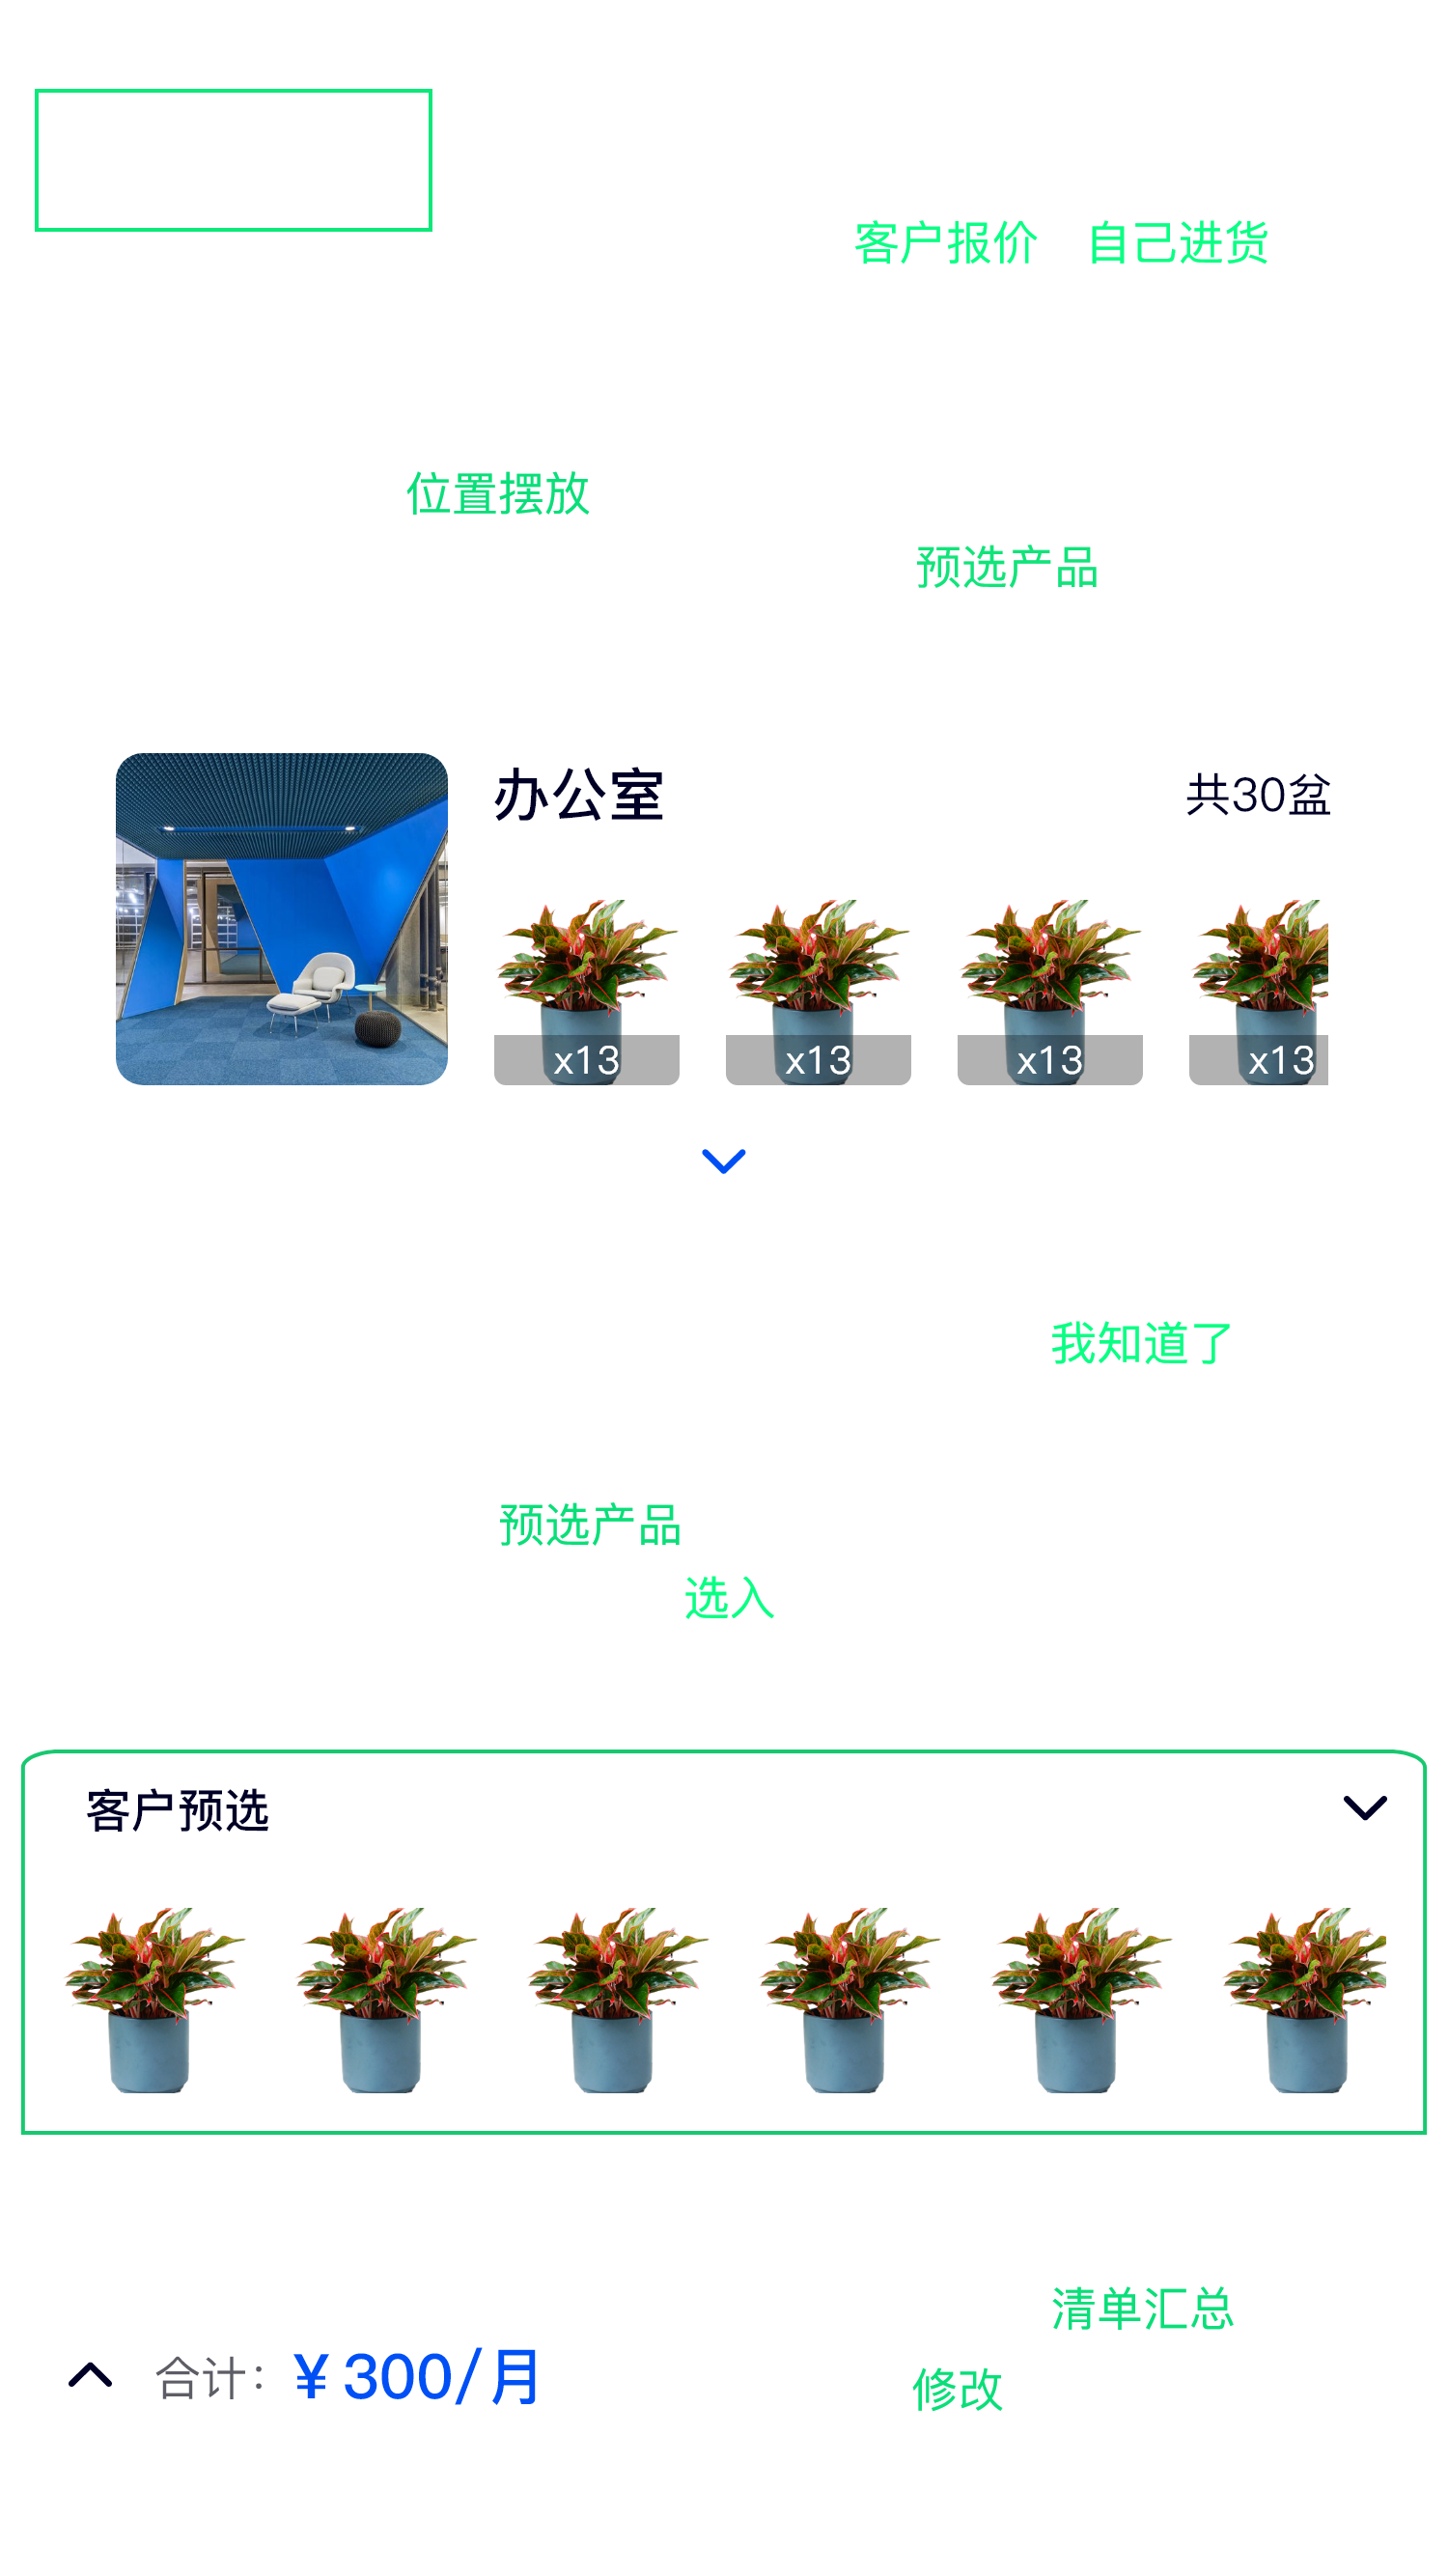 客户报价 自己进货
位置摆放
预选产品
办公室 共30盆
x13 x13 x13 x13
我知道了
预选产品
选入
客户预选
清单汇总
合计：¥300/月
修改